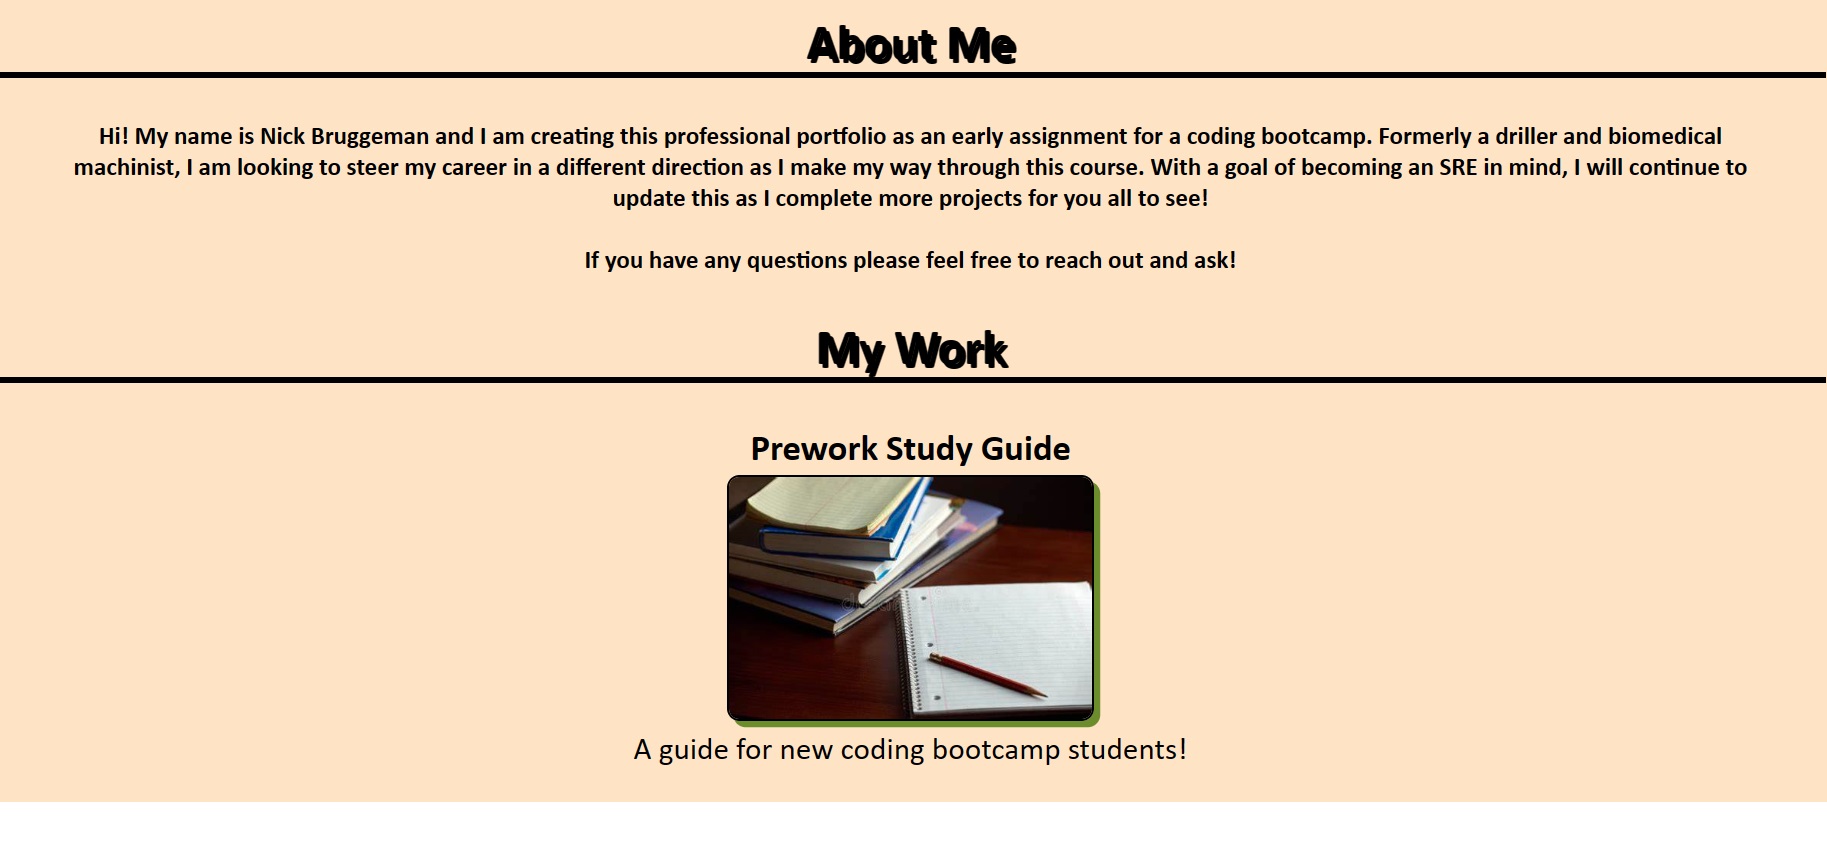 About Me
Hi! My name is Nick Bruggeman and I am creating this professional portfolio as an early assignment for a coding bootcamp. Formerly a driller and biomedical
machinist, I am looking to steer my career in a different direction as I make my way through this course. With a goal of becoming an SRE in mind, I will continue to
update this as I complete more projects for you all to see!
If you have any questions please feel free to reach out and ask!
My Work
Prework Study Guide
A guide for new coding bootcamp students!